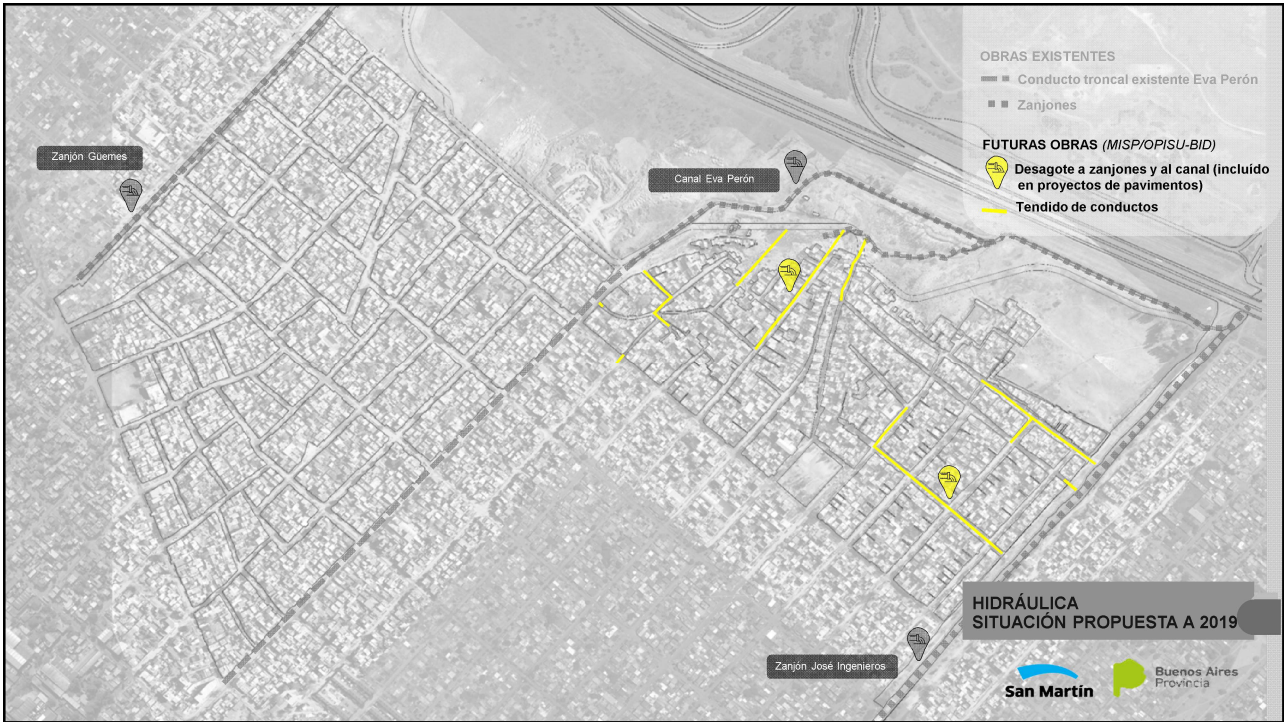 OBRAS EXISTENTES
Conducto troncal existente Eva Perón
Zanjones
FUTURAS OBRAS (MISP/OPISU-BID)
Desagote a zanjones y al canal (incluído
en proyectos de pavimentos)
Tendido de conductos
Zanjón Güemes
Canal Eva Perón
Zanjón José Ingenieros
HIDRÁULICA
SITUACIÓN PROPUESTA A 2019
San Martín
Buenos Aires
Provincia